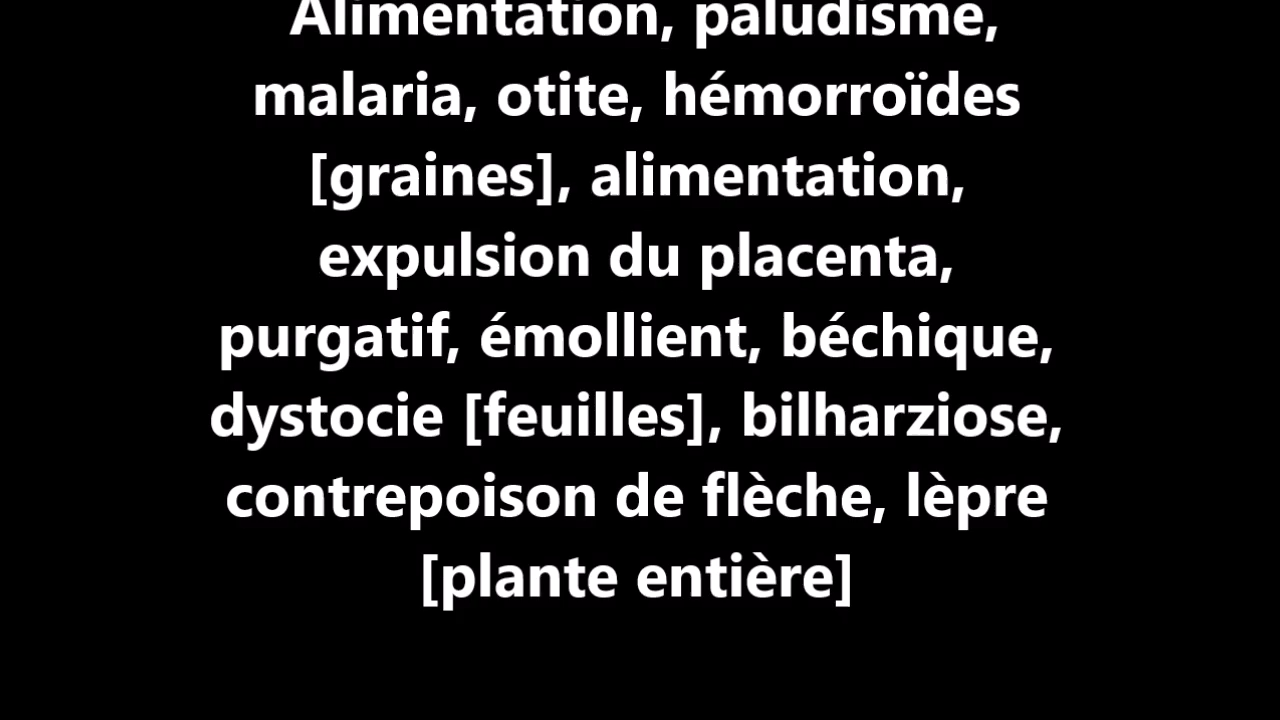 Alimentation, paludisme,
malaria, otite, hémorroïdes
[graines], alimentation,
expulsion du placenta,
purgatif, émollient, béchique,
dystocie [feuilles], bilharziose,
contrepoison de flèche, lèpre
[plante entière]